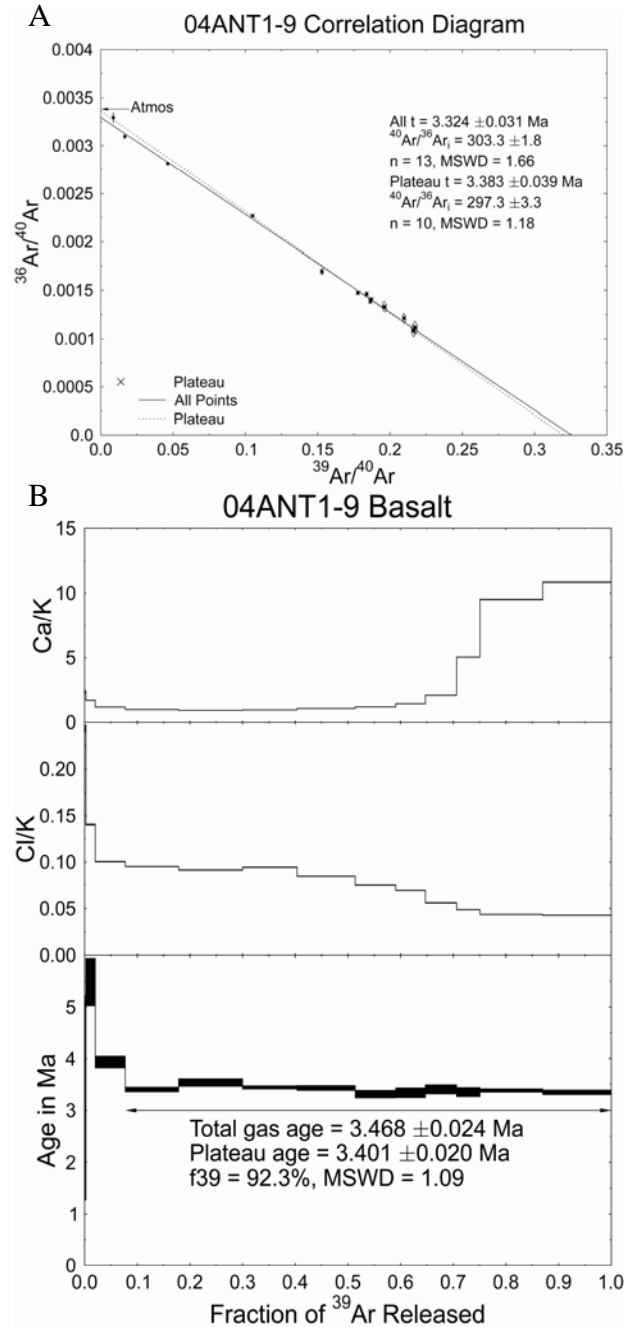 A
04ANT1-9 Correlation Diagram
0.004
0.0035
0.003
0.0025
0.002
0.0015
0.001
0.0005
0.0
³⁶Ar/⁴⁰Ar
Atmos
All t = 3.324 ±0.031 Ma
⁴⁰Ar/³⁶Arᵢ = 303.3 ±1.8
n = 13, MSWD = 1.66
Plateau t = 3.383 ±0.039 Ma
⁴⁰Ar/³⁶Arᵢ = 297.3 ±3.3
n = 10, MSWD = 1.18
× Plateau
All Points
Plateau
0.00 0.05 0.1 0.15 0.2 0.25 0.3 0.35
³⁹Ar/⁴⁰Ar
B
04ANT1-9 Basalt
15
10
5
0
Ca/K
0.20
0.15
0.10
0.05
0.00
Cl/K
5
4
3
2
1
0
Age in Ma
Total gas age = 3.468 ±0.024 Ma
Plateau age = 3.401 ±0.020 Ma
f39 = 92.3%, MSWD = 1.09
0.0 0.1 0.2 0.3 0.4 0.5 0.6 0.7 0.8 0.9 1.0
Fraction of ³⁹Ar Released